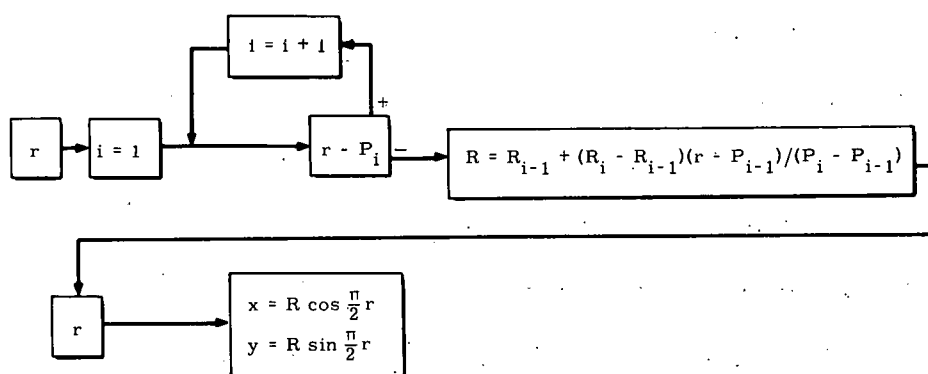 i = i + 1
+
r
i = 1
r - P_i
−
R = R_{i-1} + (R_i - R_{i-1})(r - P_{i-1})/(P_i - P_{i-1})
r
x = R cos π/2 r
y = R sin π/2 r